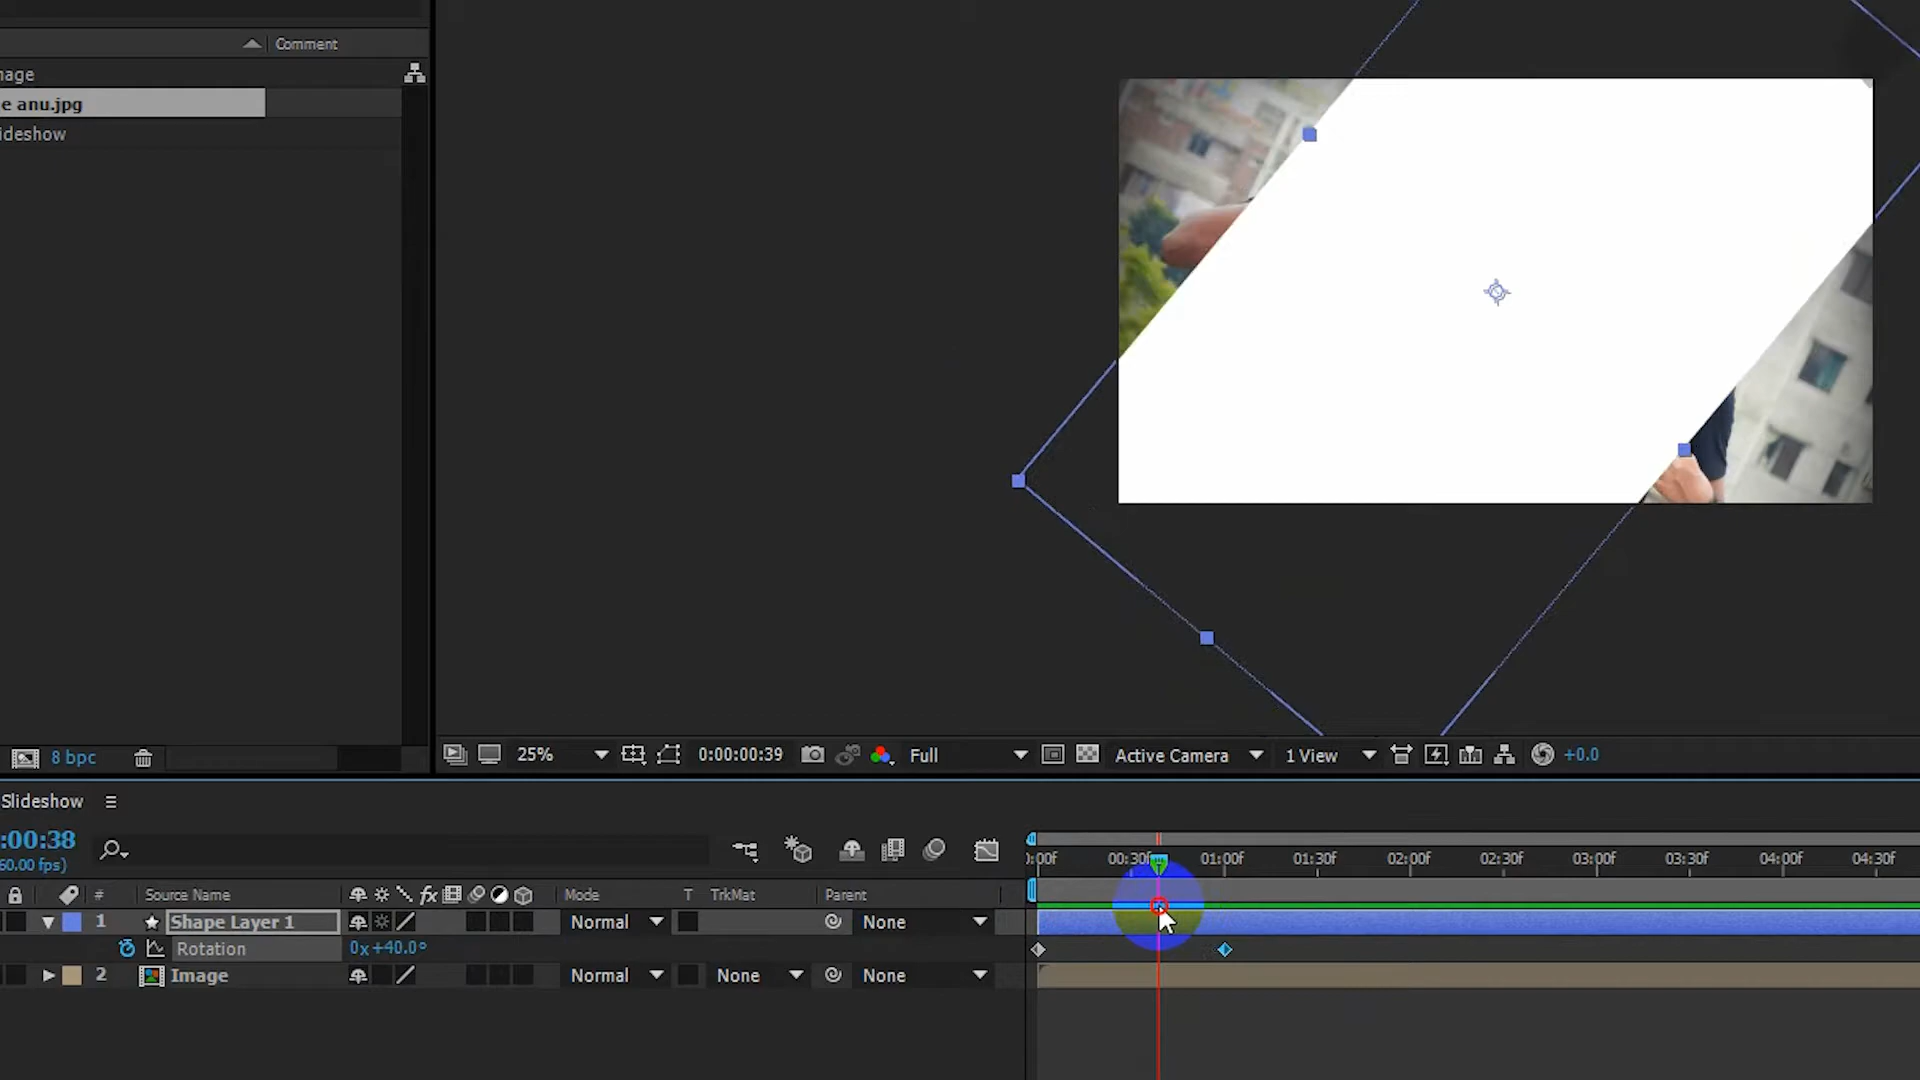 Comment
mage
e anu.jpg
ideshow
8 bpc
25%
0:00:00:39
Full
Active Camera
1 View
+0.0
Slideshow
:00:38
60.00 fps)
:00f 00:30f 01:00f 01:30f 02:00f 02:30f 03:00f 03:30f 04:00f 04:30f
# Source Name fx Mode T TrkMat Parent
1 Shape Layer 1 Normal None
Rotation 0x+40.0°
2 Image Normal None None